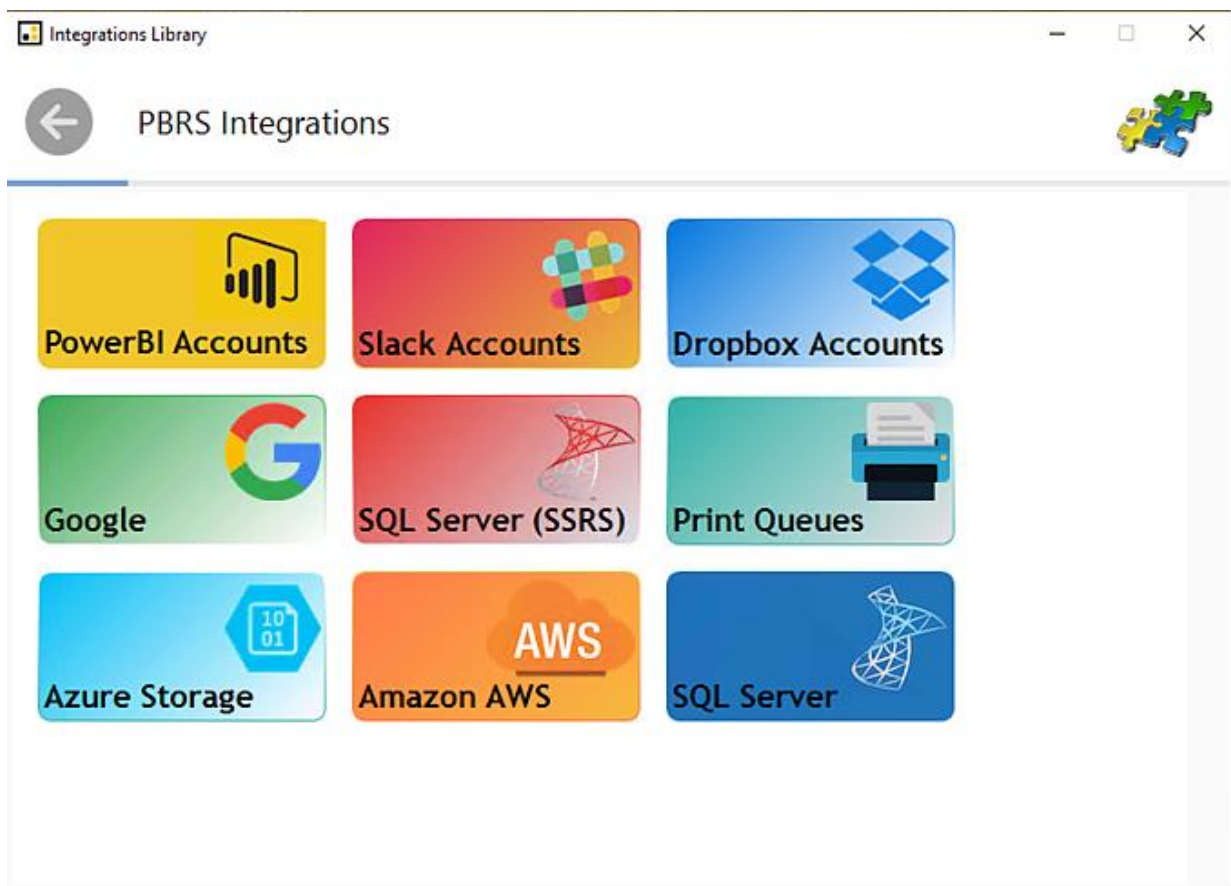 Integrations Library
PBRS Integrations
PowerBI Accounts
Slack Accounts
Dropbox Accounts
Google
SQL Server (SSRS)
Print Queues
10
01
Azure Storage
AWS
Amazon AWS
SQL Server